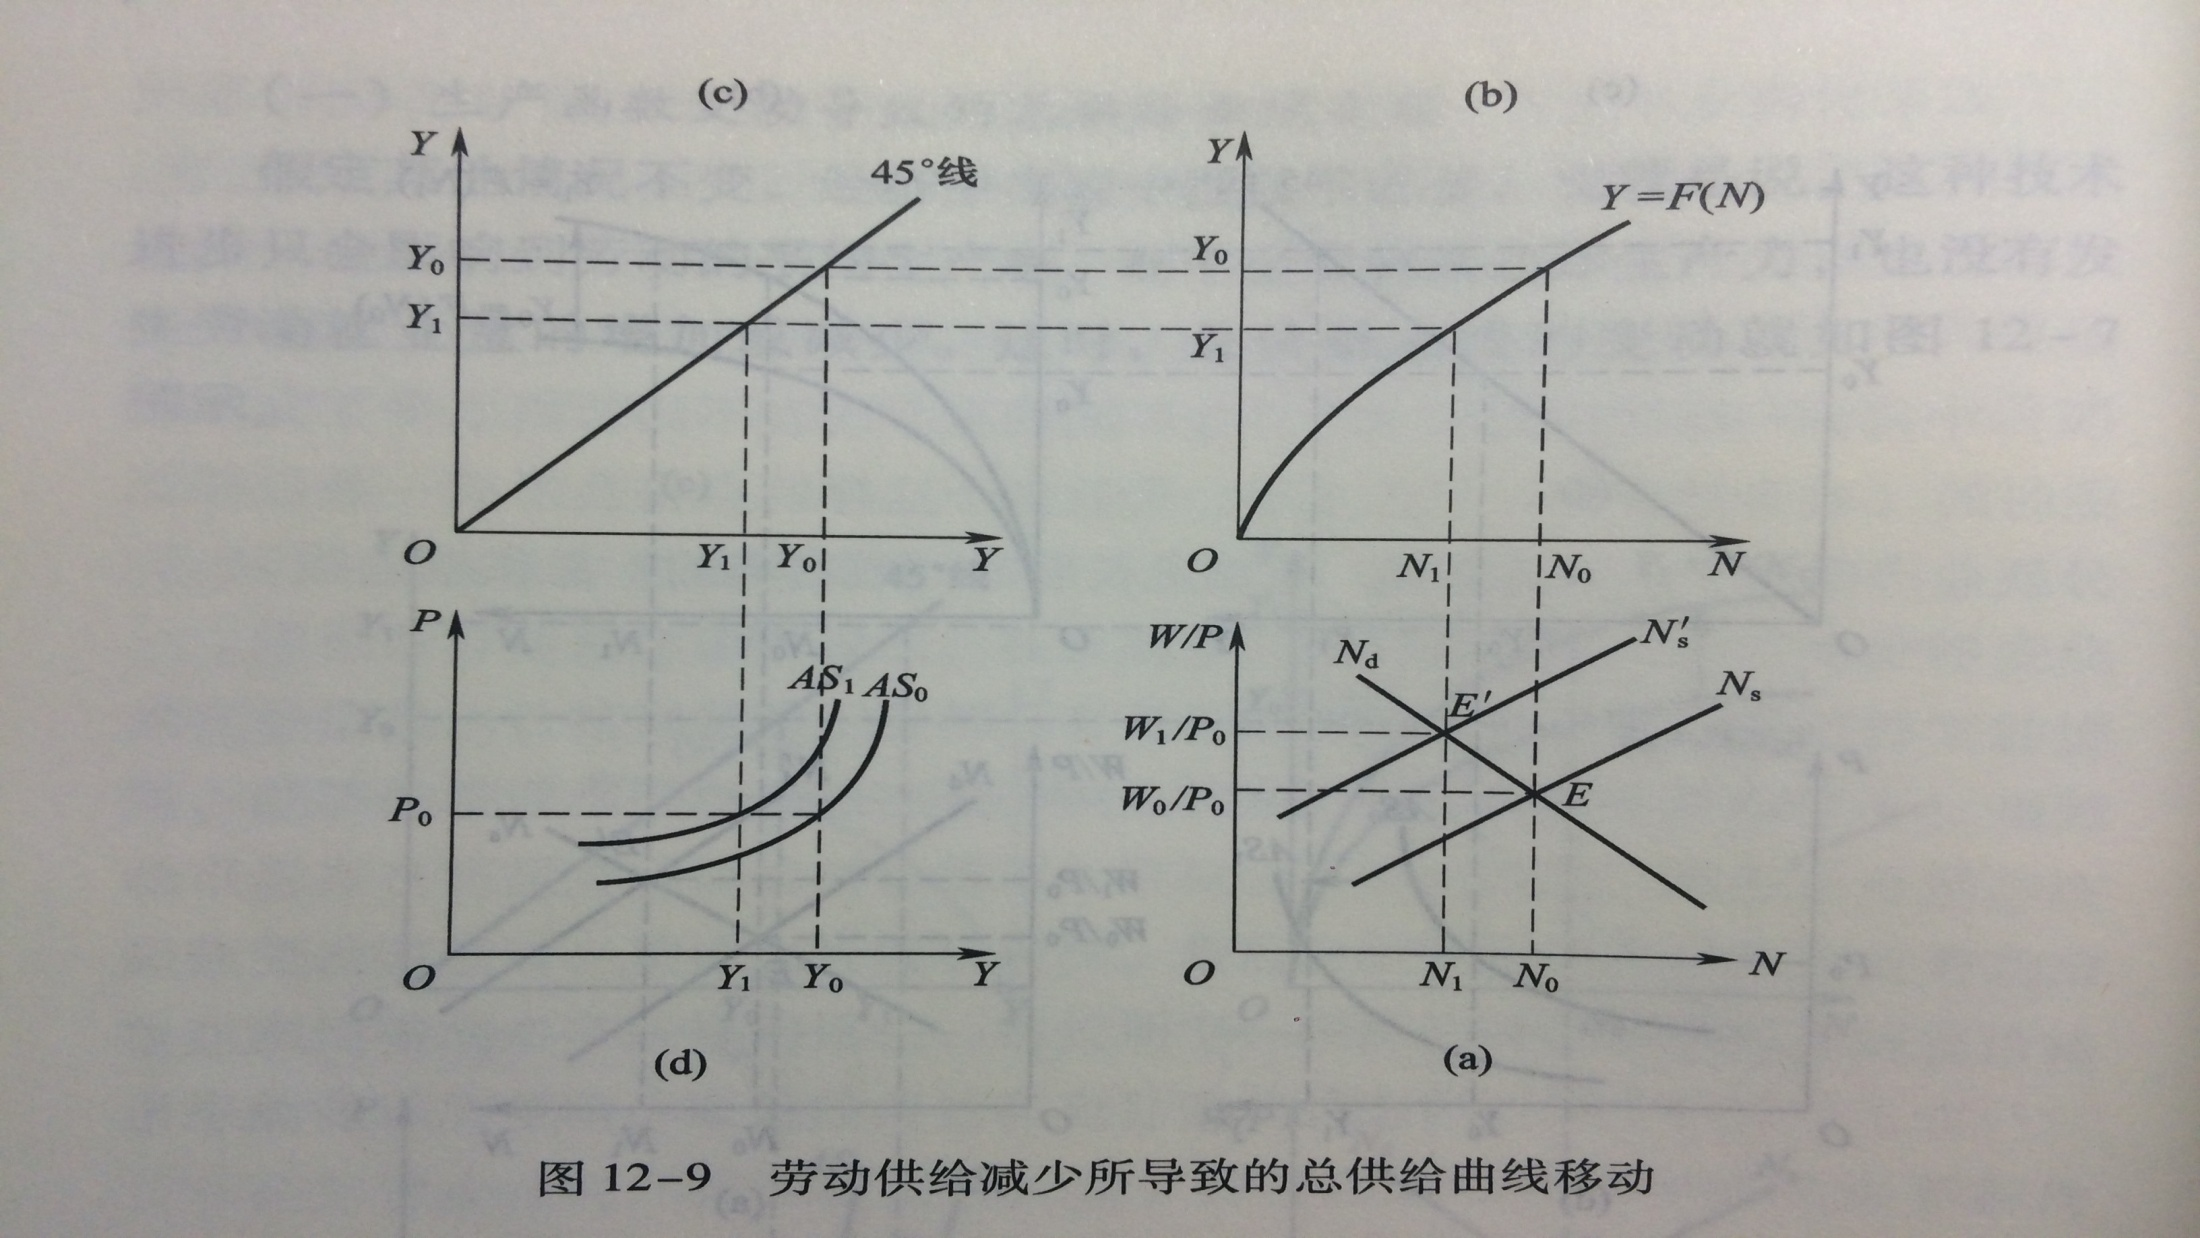 (c)
Y
45°线
Y₀
Y₁
O
Y₁
Y₀
Y
(b)
Y
Y=F(N)
Y₀
Y₁
O
N₁
N₀
N
P
AS₁
AS₀
P₀
O
Y₁
Y₀
Y
(d)
W/P
N_d
N_s′
N_s
E′
W₁/P₀
W₀/P₀
E
O
N₁
N₀
N
(a)
图 12-9 劳动供给减少所导致的总供给曲线移动